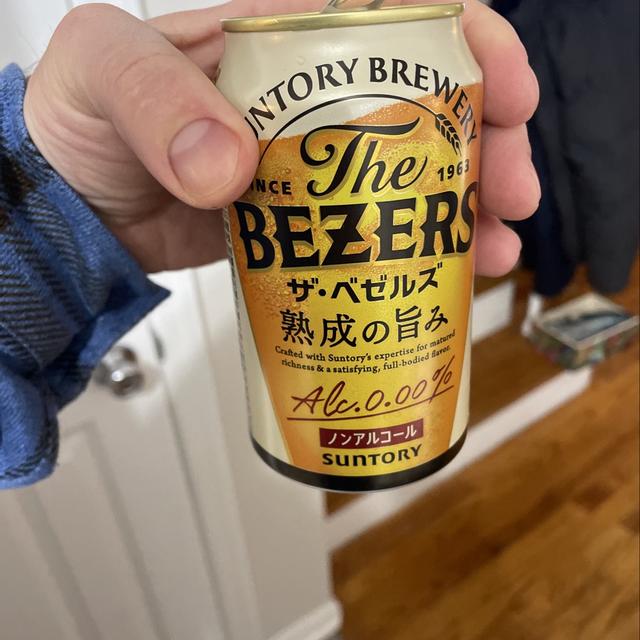 SUNTORY BREWERY
SINCE 1963
The
BEZERS
ザ・ベゼルズ
熟成の旨み
Crafted with Suntory's expertise for matured
richness & a satisfying, full-bodied flavor.
Alc.0.00%
ノンアルコール
SUNTORY